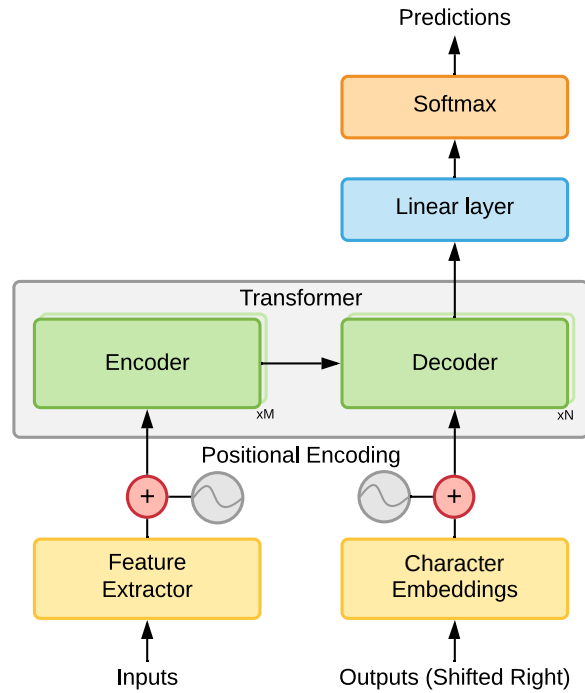 Predictions
Softmax
Linear layer
Transformer
Encoder
Decoder
xM
xN
Positional Encoding
+
+
Feature
Extractor
Character
Embeddings
Inputs
Outputs (Shifted Right)